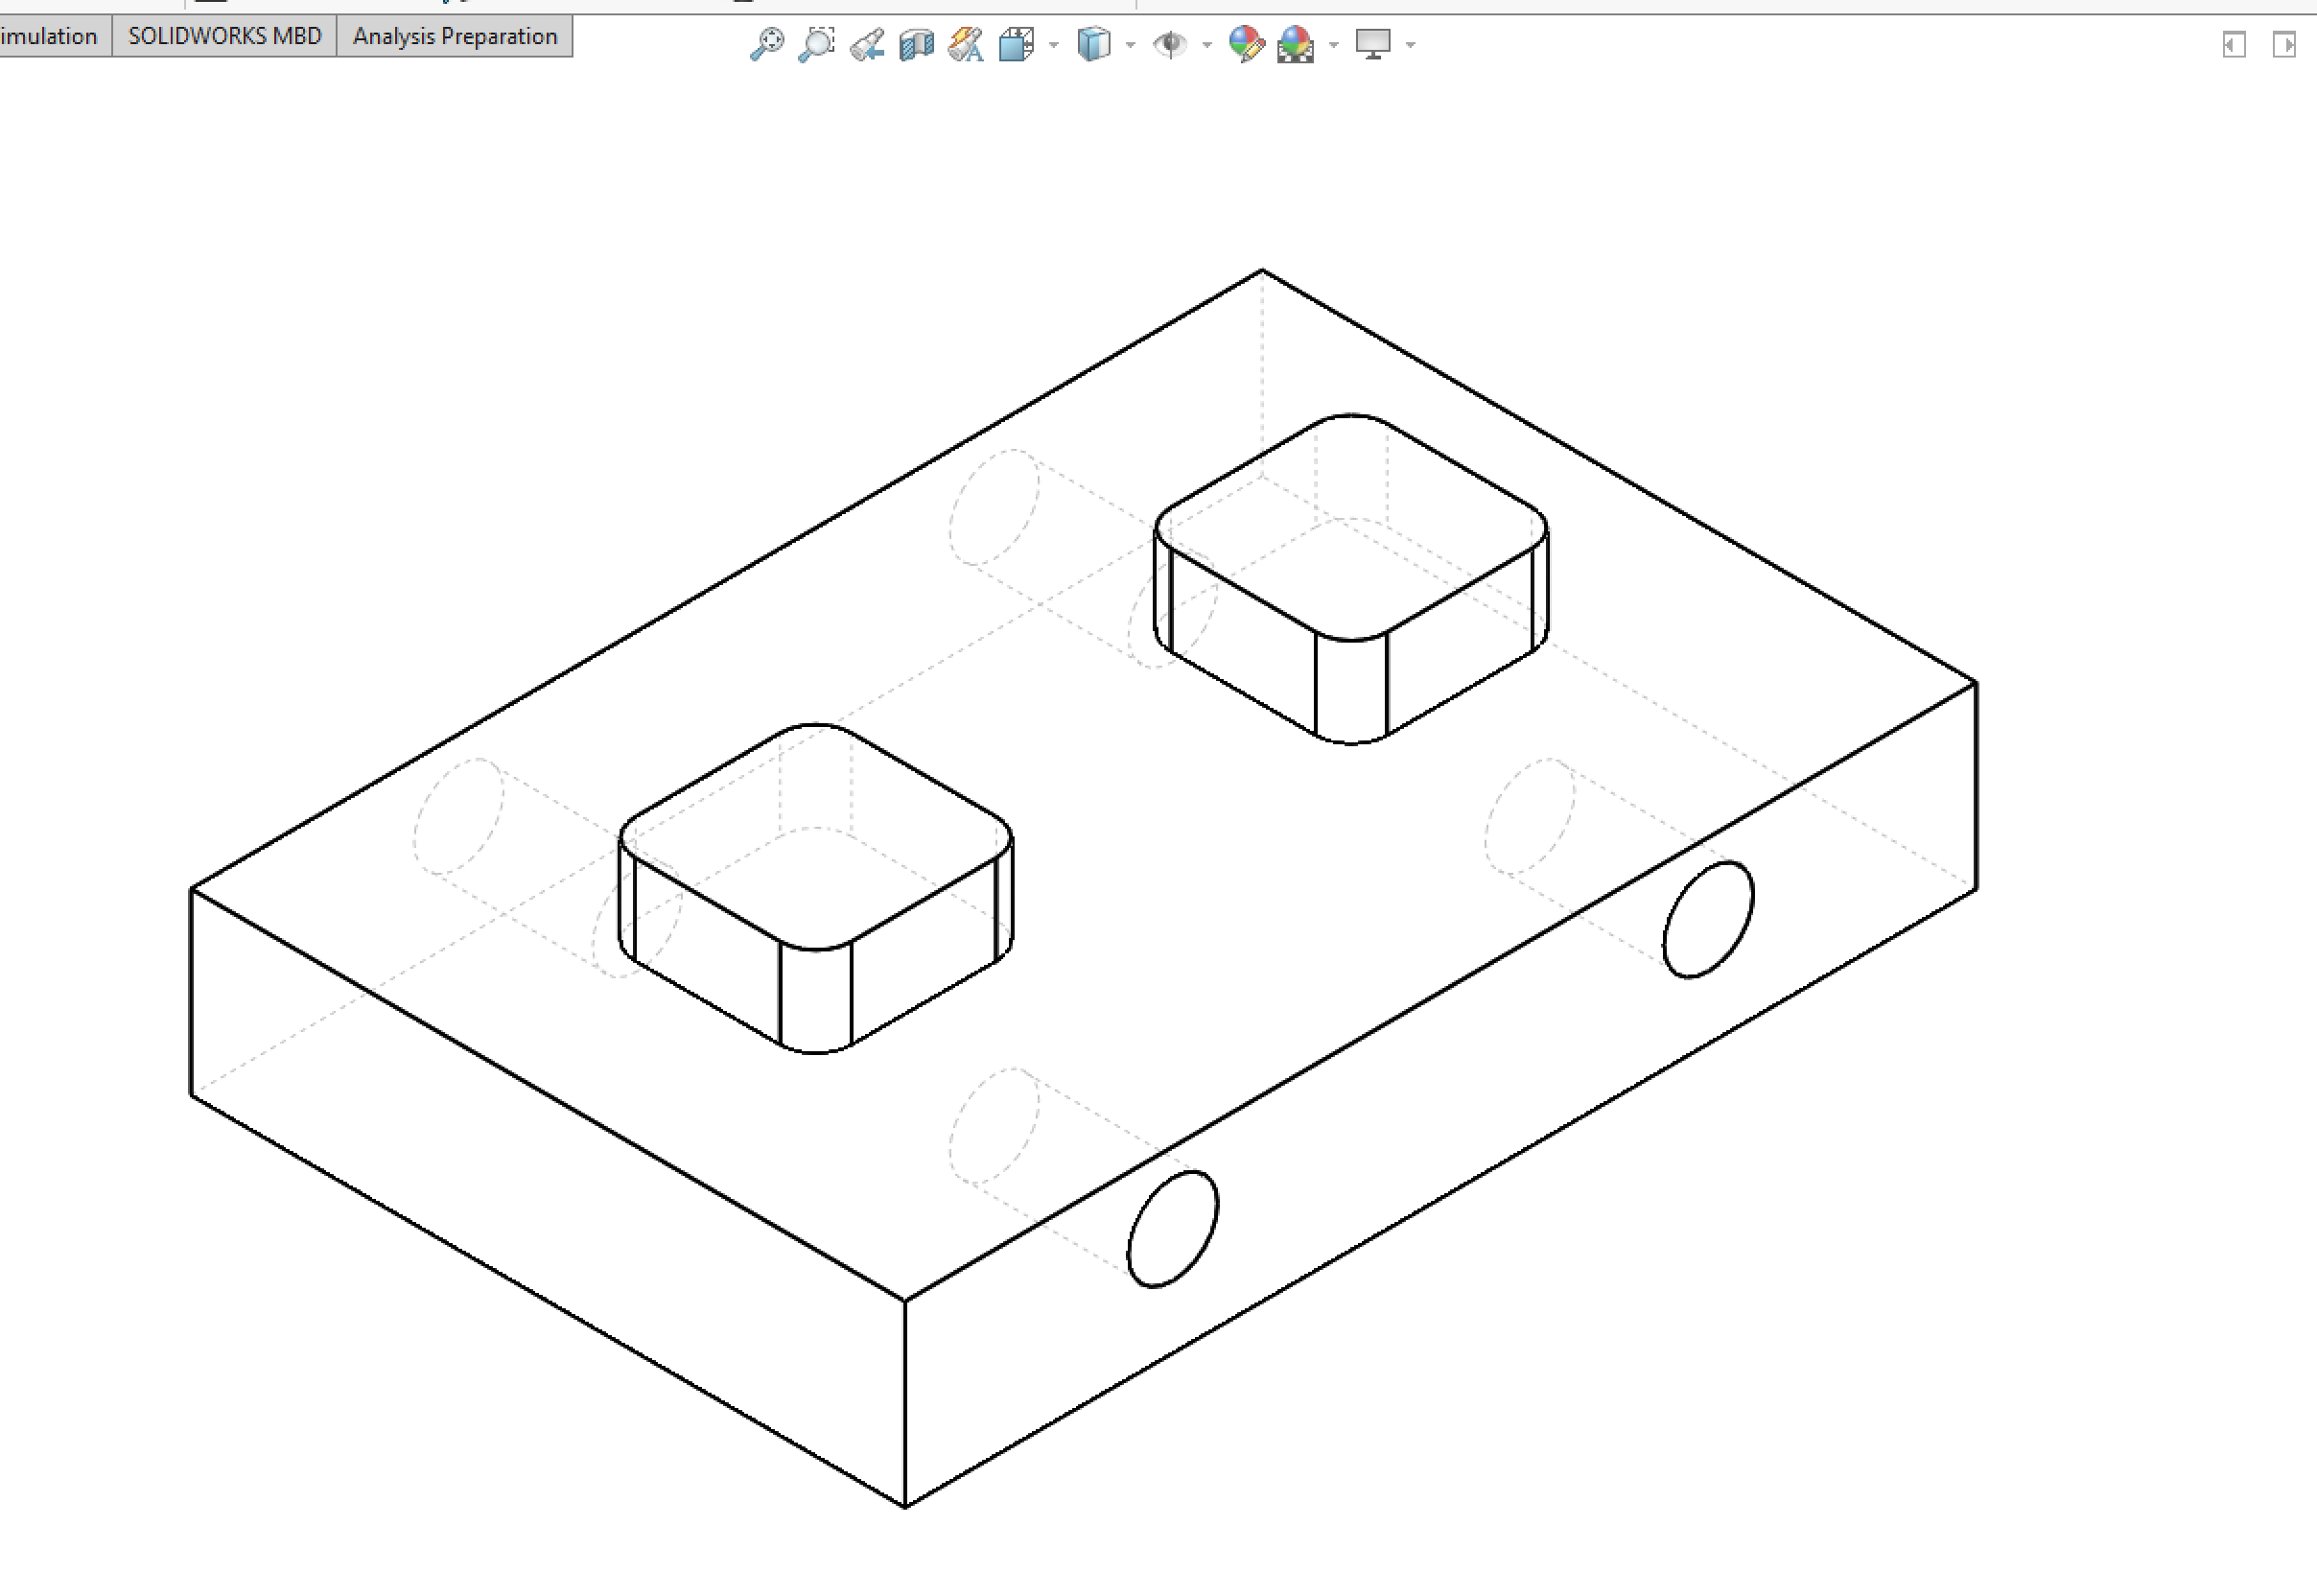 imulation
SOLIDWORKS MBD
Analysis Preparation